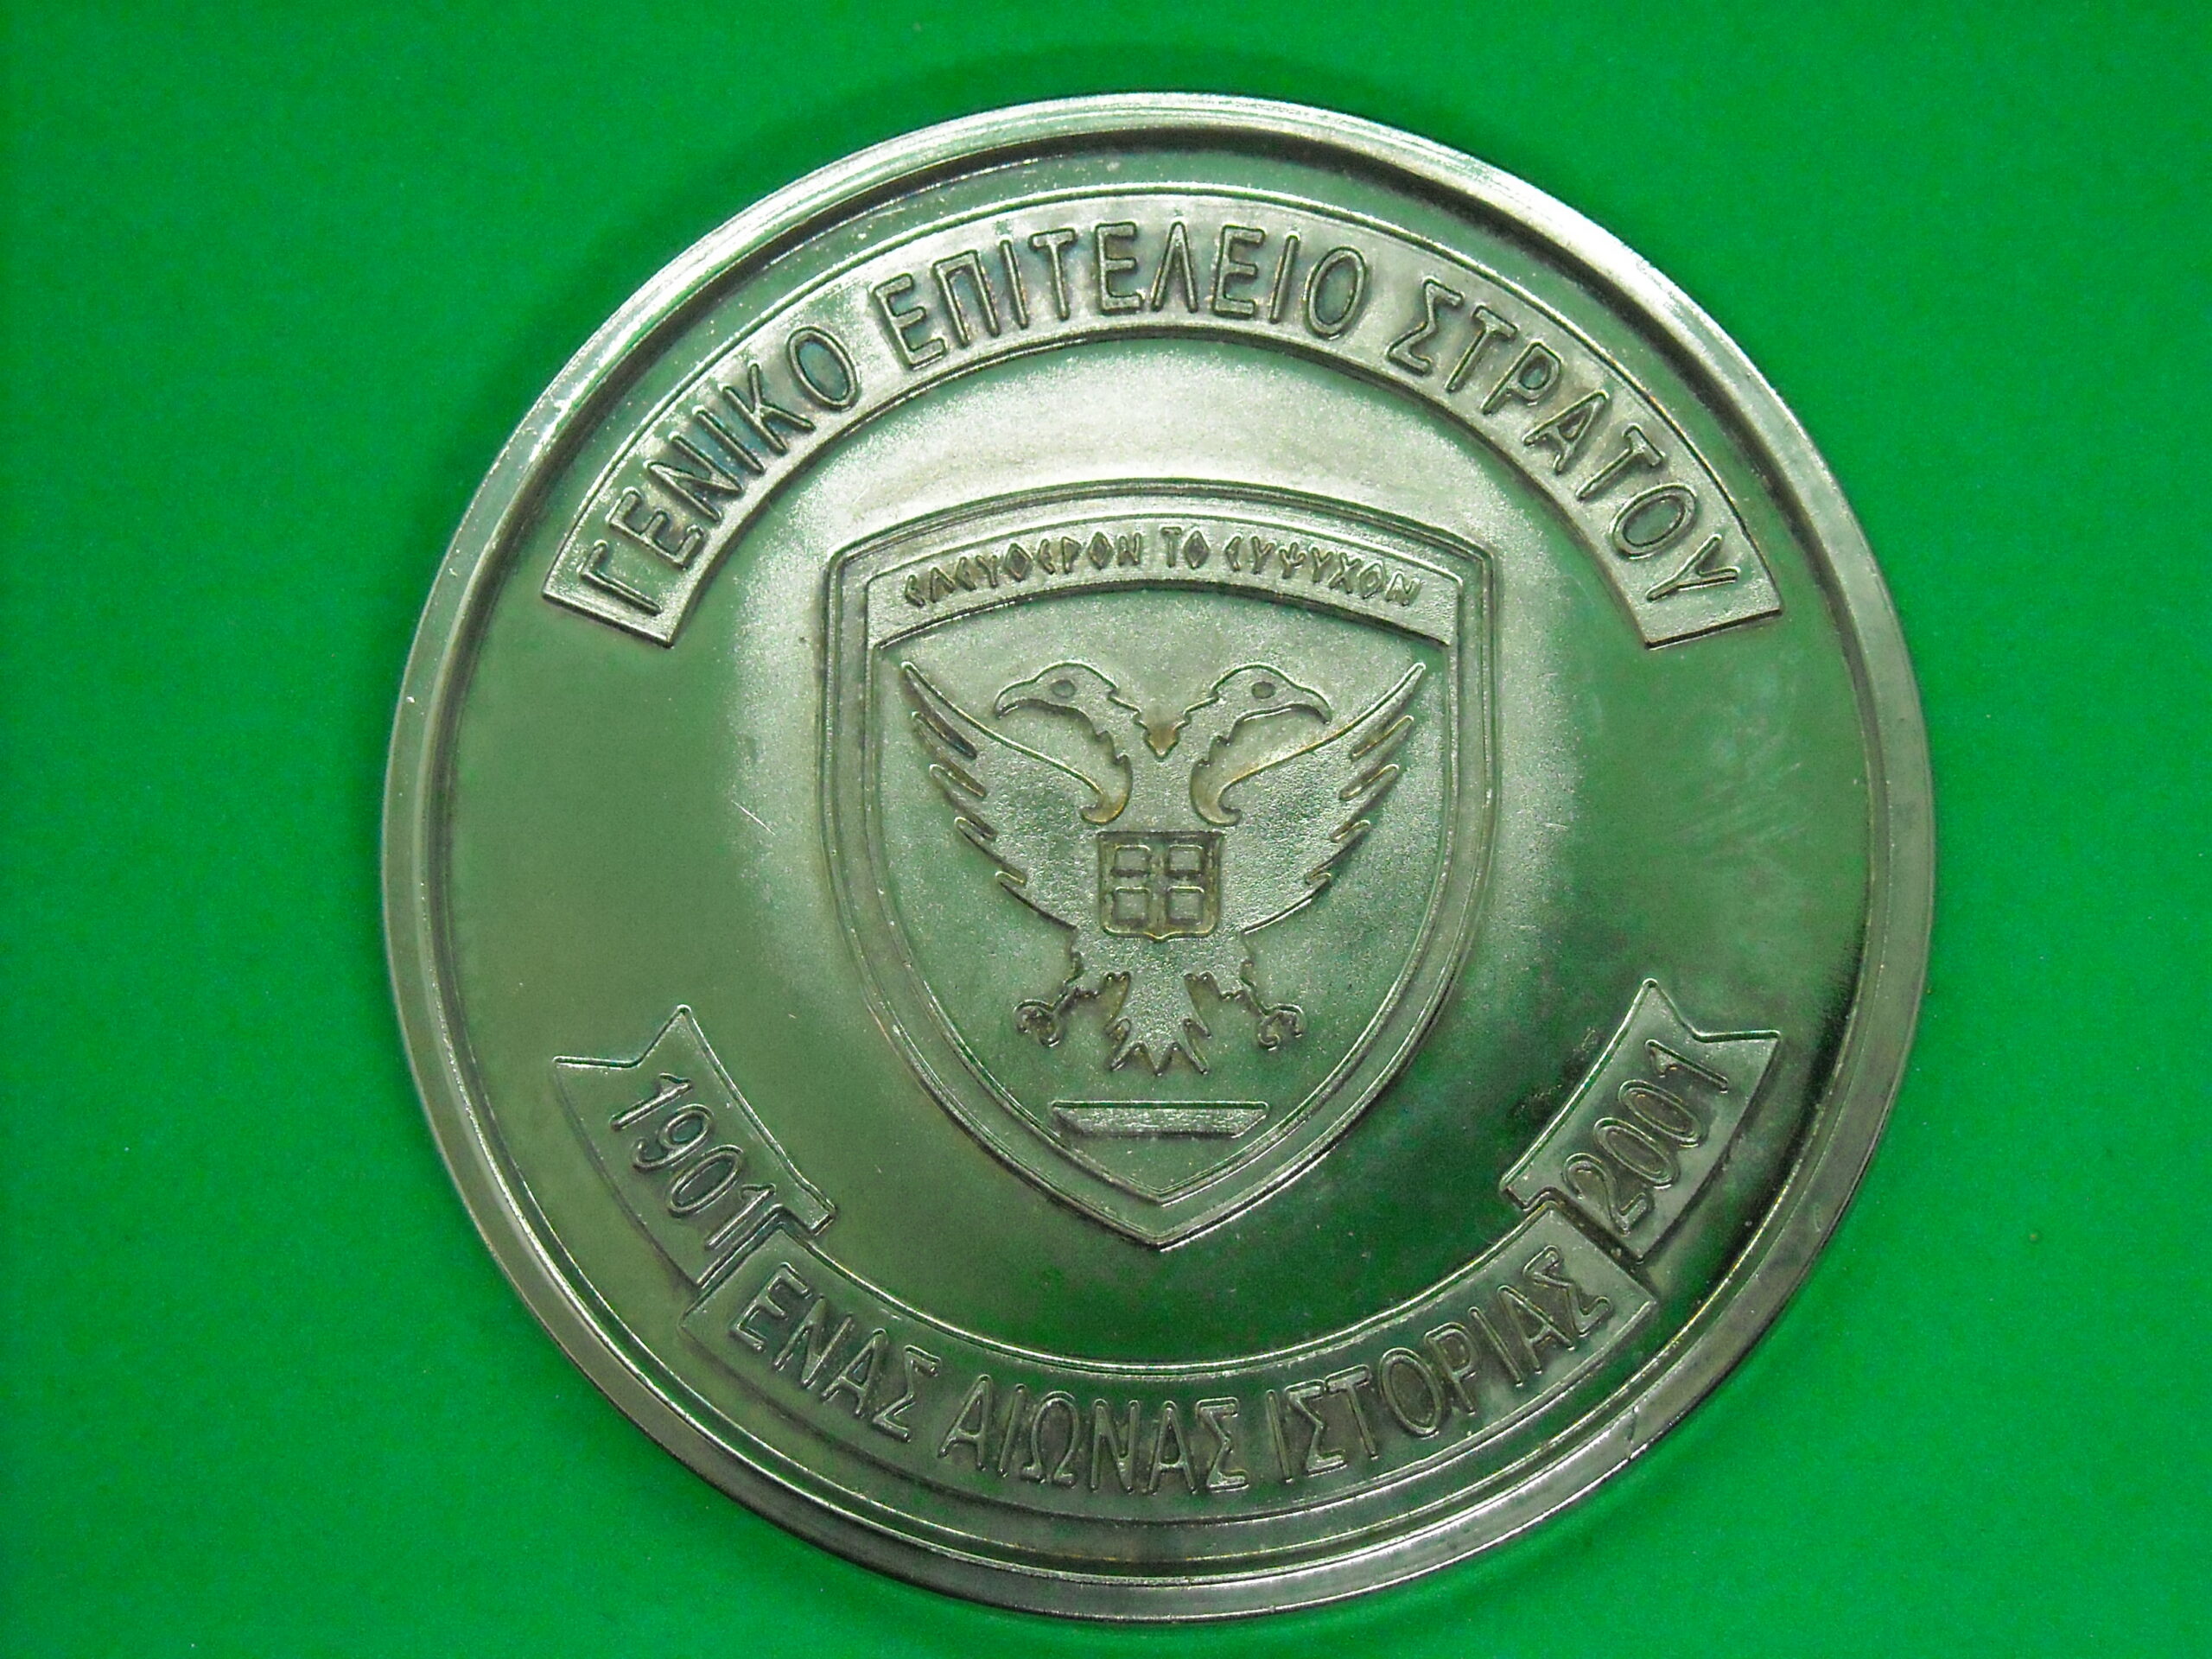 ΓΕΝΙΚΟ ΕΠΙΤΕΛΕΙΟ ΣΤΡΑΤΟΥ
ΕΛΕΥΘΕΡΟΝ ΤΟ ΕΥΨΥΧΟΝ
1901
ΕΝΑΣ ΑΙΩΝΑΣ ΙΣΤΟΡΙΑΣ
2001